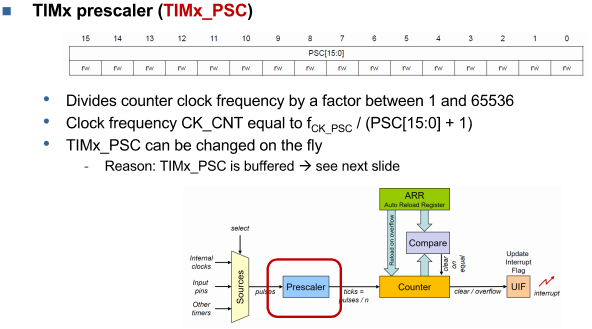 TIMx prescaler (TIMx_PSC)
15 14 13 12 11 10 9 8 7 6 5 4 3 2 1 0
PSC[15:0]
rw rw rw rw rw rw rw rw rw rw rw rw rw rw rw rw
• Divides counter clock frequency by a factor between 1 and 65536
• Clock frequency CK_CNT equal to fCK_PSC / (PSC[15:0] + 1)
• TIMx_PSC can be changed on the fly
- Reason: TIMx_PSC is buffered → see next slide
ARR
Auto Reload Register
select
Reload on overflow
Compare
clear
on
equal
Internal
clocks
Input
pins
Other
timers
Sources
pulses
Prescaler
ticks =
pulses / n
Counter
clear / overflow
Update
Interrupt
Flag
UIF
interrupt